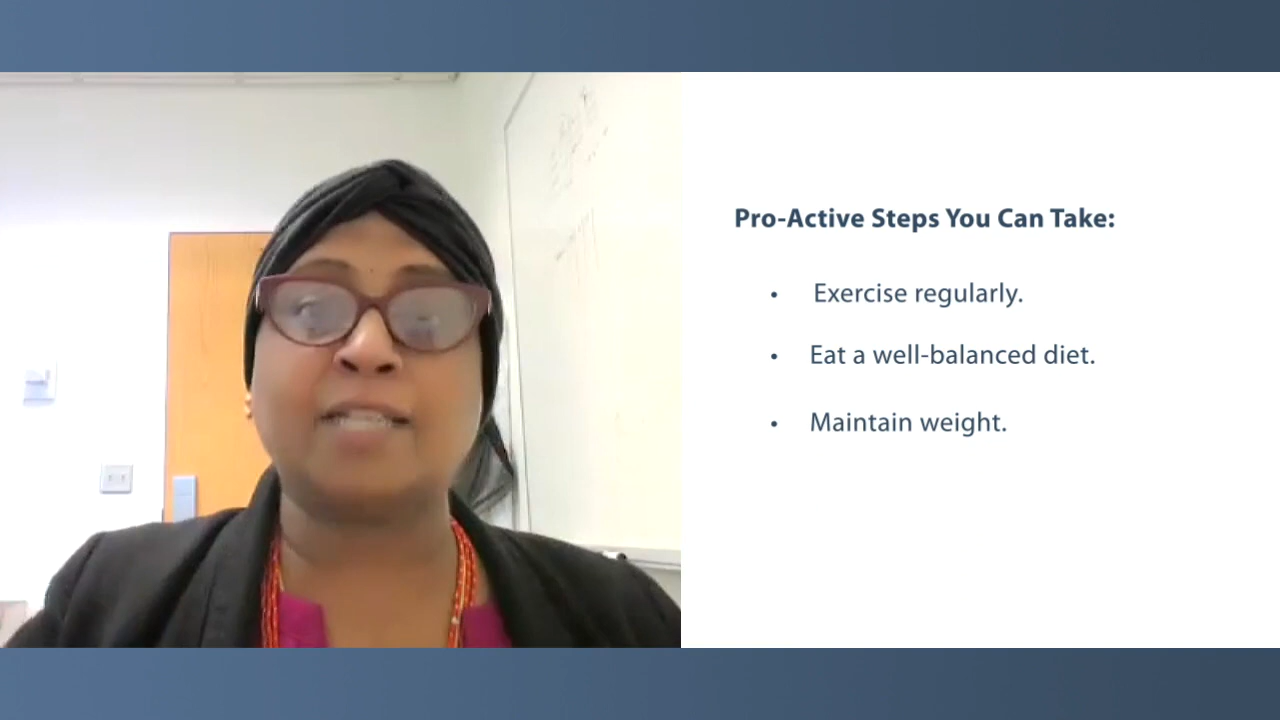 Pro-Active Steps You Can Take:
• Exercise regularly.
• Eat a well-balanced diet.
• Maintain weight.